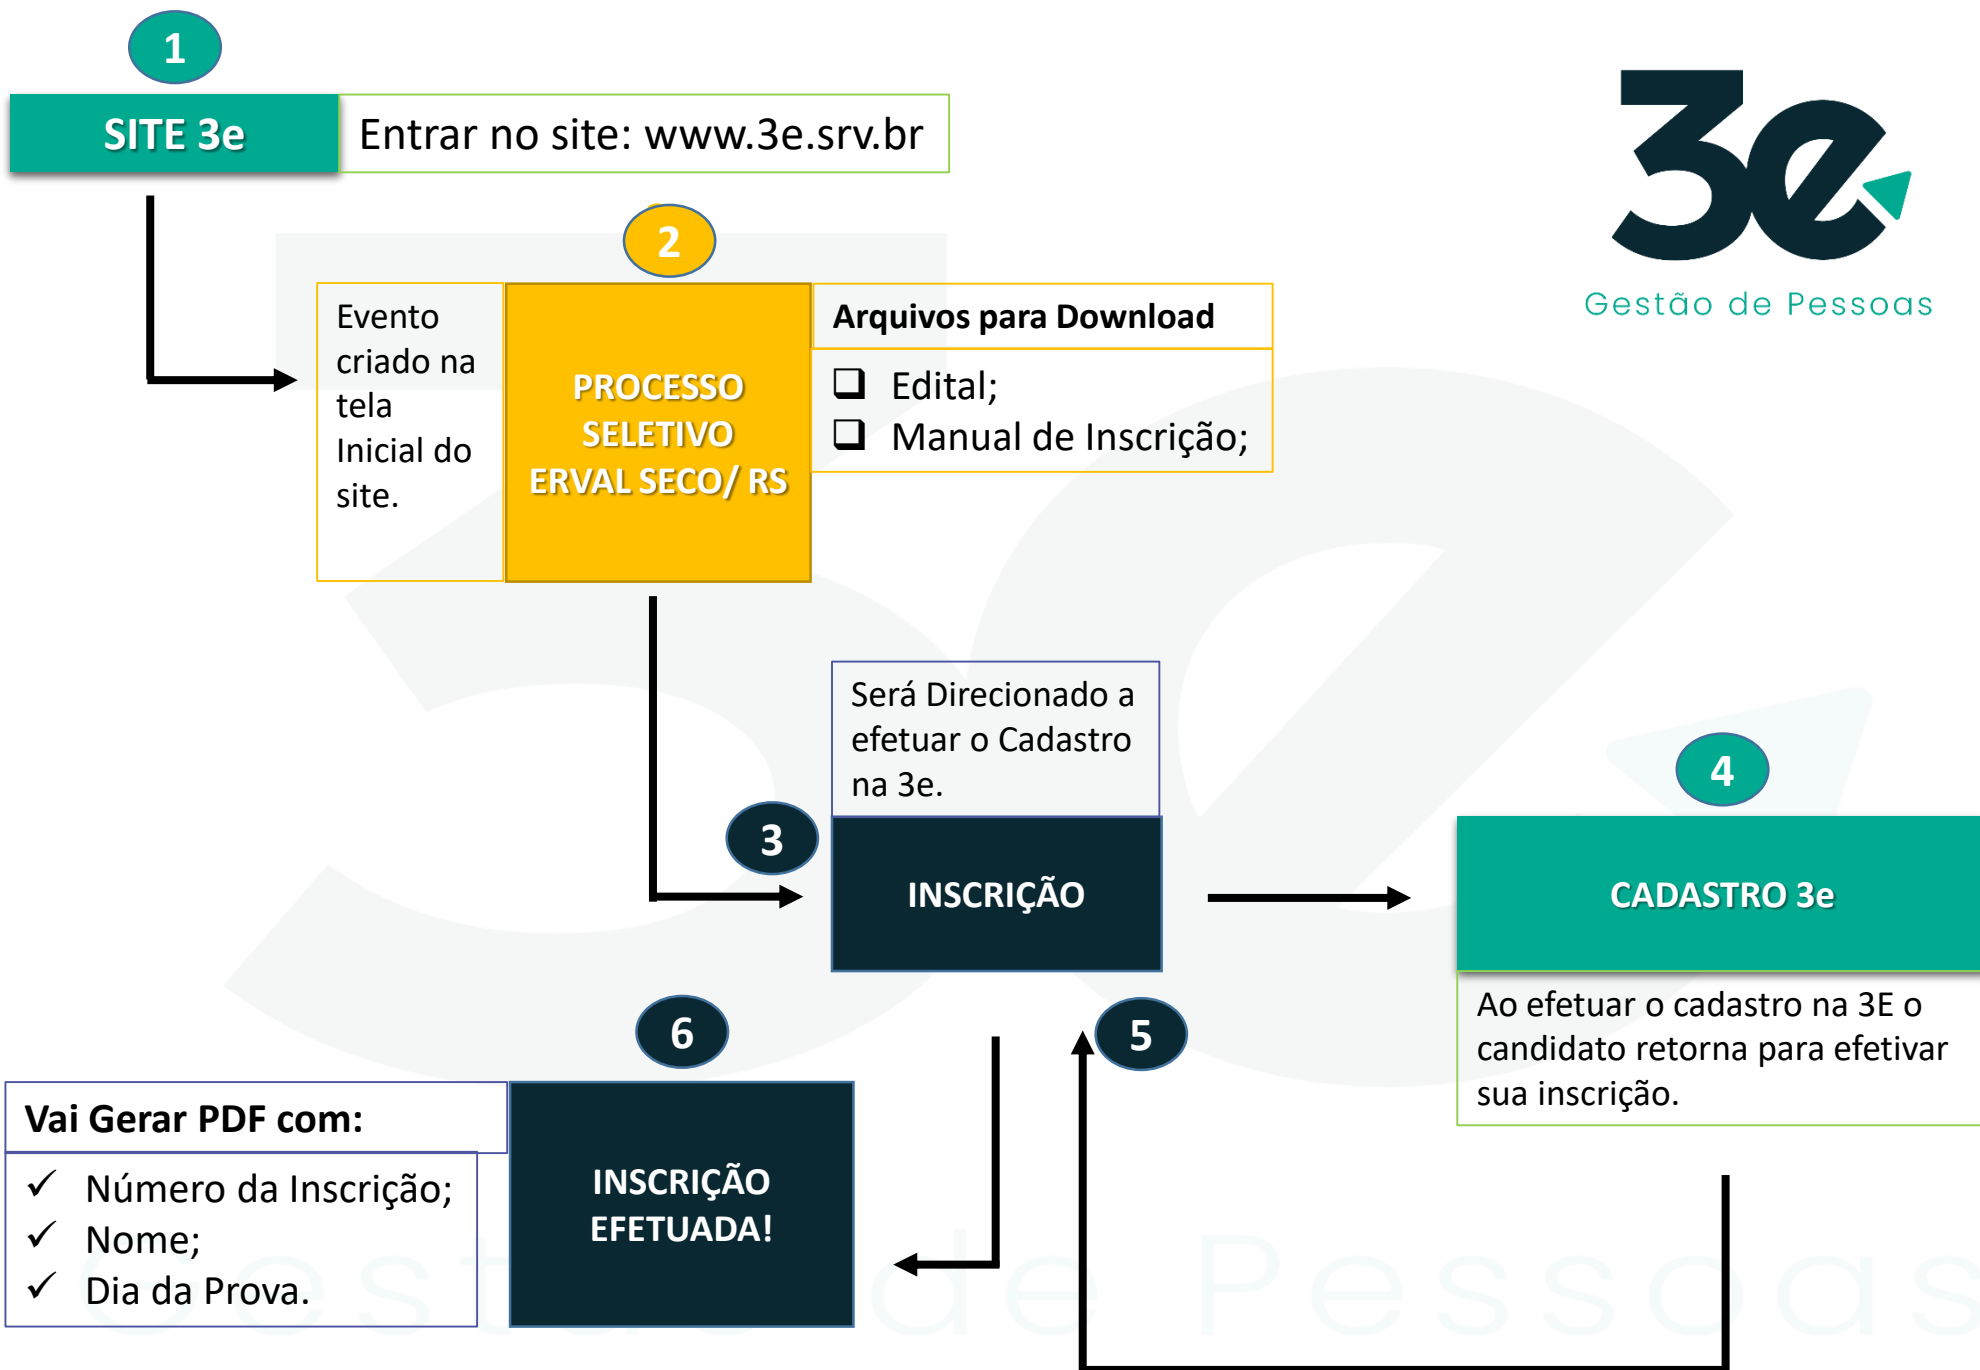 1
SITE 3e
Entrar no site: www.3e.srv.br
3e
Gestão de Pessoas
2
Evento
criado na
tela
Inicial do
site.
PROCESSO
SELETIVO
ERVAL SECO/ RS
Arquivos para Download
Edital;
Manual de Inscrição;
Será Direcionado a
efetuar o Cadastro
na 3e.
3
INSCRIÇÃO
4
CADASTRO 3e
Ao efetuar o cadastro na 3E o
candidato retorna para efetivar
sua inscrição.
5
6
INSCRIÇÃO
EFETUADA!
Vai Gerar PDF com:
Número da Inscrição;
Nome;
Dia da Prova.
Gestão de Pessoas